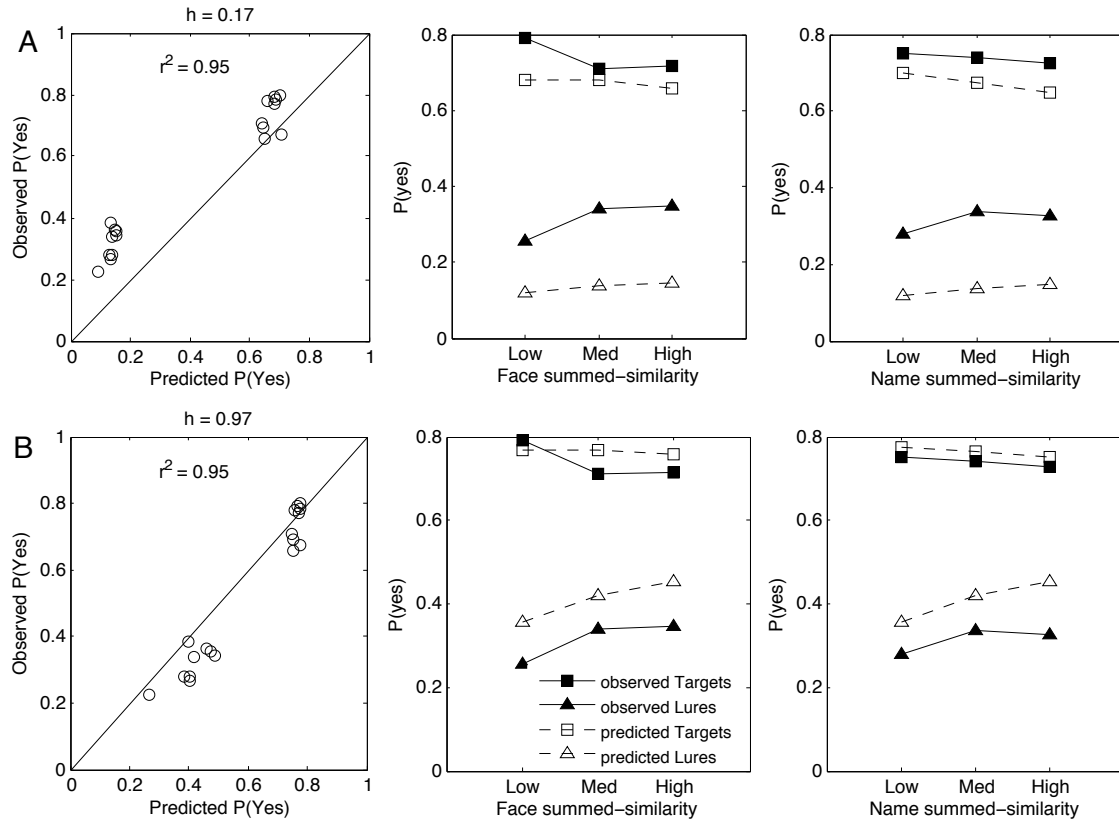 h = 0.17
A
r² = 0.95
Observed P(Yes)
1
0.8
0.6
0.4
0.2
0
0 0.2 0.4 0.6 0.8 1
Predicted P(Yes)
P(yes)
0.8
0.6
0.4
0.2
0
Low Med High
Face summed−similarity
P(yes)
0.8
0.6
0.4
0.2
0
Low Med High
Name summed−similarity
h = 0.97
B
r² = 0.95
Observed P(Yes)
1
0.8
0.6
0.4
0.2
0
0 0.2 0.4 0.6 0.8 1
Predicted P(Yes)
P(yes)
0.8
0.6
0.4
0.2
0
observed Targets
observed Lures
predicted Targets
predicted Lures
Low Med High
Face summed−similarity
P(yes)
0.8
0.6
0.4
0.2
0
Low Med High
Name summed−similarity